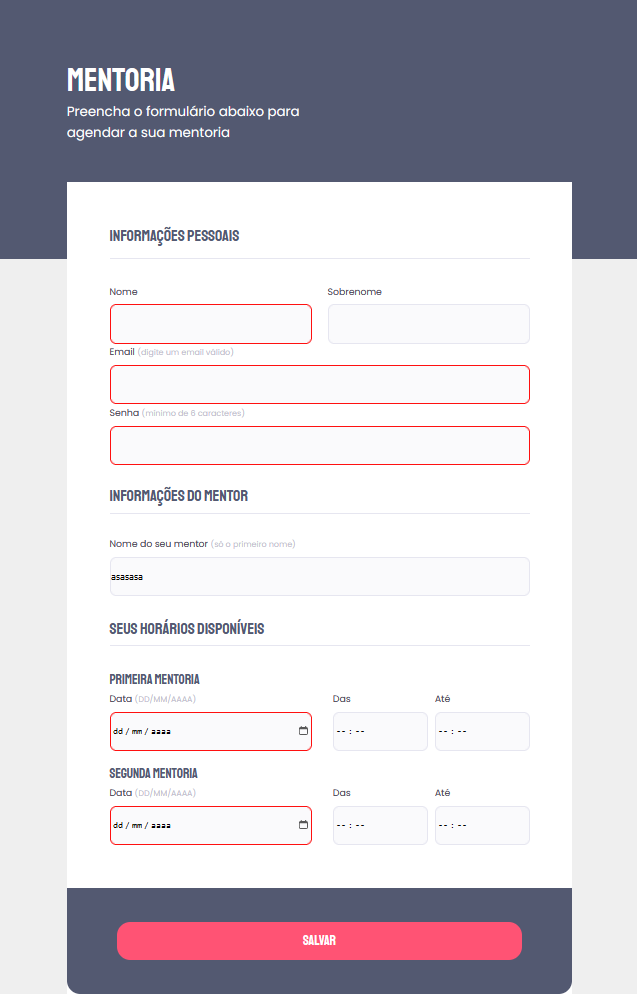 MENTORIA
Preencha o formulário abaixo para
agendar a sua mentoria
INFORMAÇÕES PESSOAIS
Nome Sobrenome
Email (digite um email válido)
Senha (mínimo de 6 caracteres)
INFORMAÇÕES DO MENTOR
Nome do seu mentor (só o primeiro nome)
asasasa
SEUS HORÁRIOS DISPONÍVEIS
PRIMEIRA MENTORIA
Data (DD/MM/AAAA) Das Até
dd / mm / aaaa -- : -- -- : --
SEGUNDA MENTORIA
Data (DD/MM/AAAA) Das Até
dd / mm / aaaa -- : -- -- : --
SALVAR